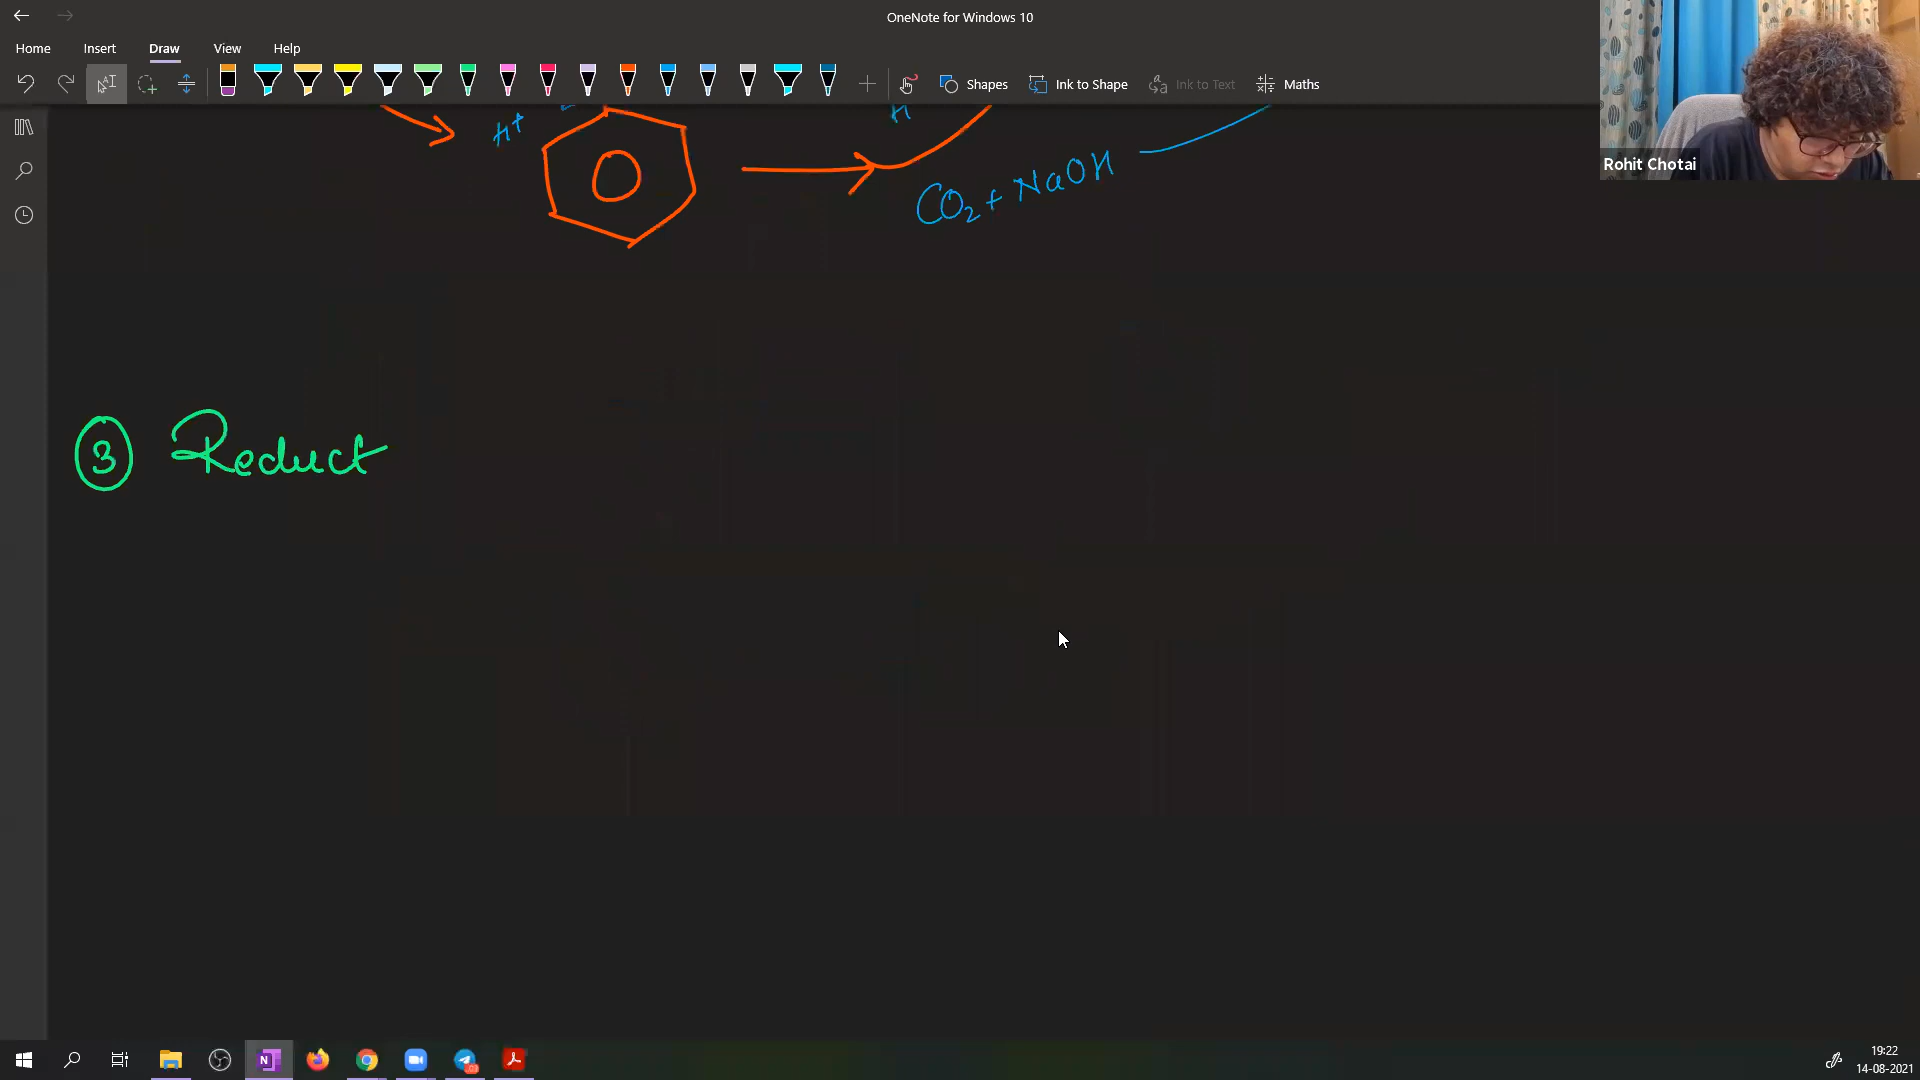 OneNote for Windows 10
Home Insert Draw View Help
Shapes Ink to Shape Ink to Text Maths
Rohit Chotai
H+
H
CO2 + NaOH
3 Reduct
19:22
14-08-2021